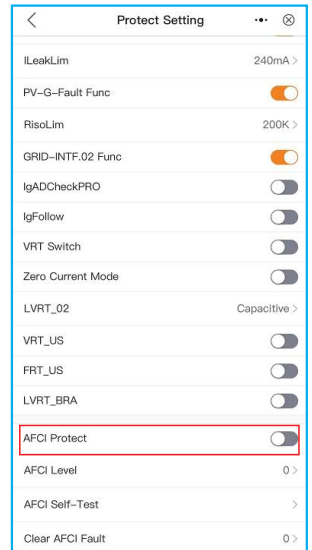 Protect Setting
ILeakLim 240mA >
PV-G-Fault Func
RisoLim 200K >
GRID-INTF.02 Func
IgADCheckPRO
IgFollow
VRT Switch
Zero Current Mode
LVRT_02 Capacitive >
VRT_US
FRT_US
LVRT_BRA
AFCI Protect
AFCI Level 0 >
AFCI Self-Test >
Clear AFCI Fault 0 >